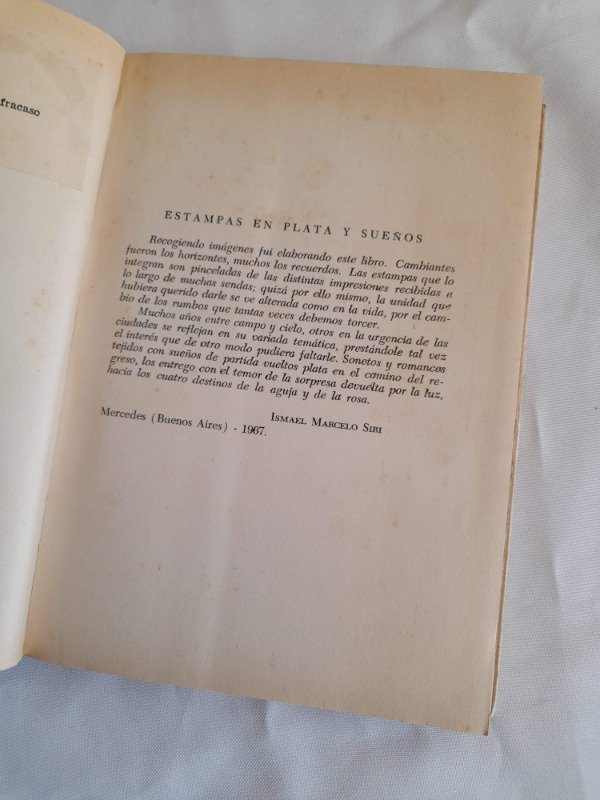 fracaso
ESTAMPAS EN PLATA Y SUEÑOS
Recogiendo imágenes fui elaborando este libro. Cambiantes
fueron los horizontes, muchos los recuerdos. Las estampas que lo
integran son pinceladas de las distintas impresiones recibidas a
lo largo de muchas sendas; quizá por ello mismo, la unidad que
hubiera querido darle se ve alterada como en la vida, por el cam-
bio de los rumbos que tantas veces debemos torcer.
Muchos años entre campo y cielo, otros en la urgencia de las
ciudades se reflejan en su variada temática, prestándole tal vez
el interés que de otro modo pudiera faltarle. Sonetos y romances
tejidos con sueños de partida vueltos plata en el camino del re-
greso, los entrego con el temor de la sorpresa devuelta por la luz,
hacia los cuatro destinos de la aguja y de la rosa.
ISMAEL MARCELO SIRI
Mercedes (Buenos Aires) - 1967.